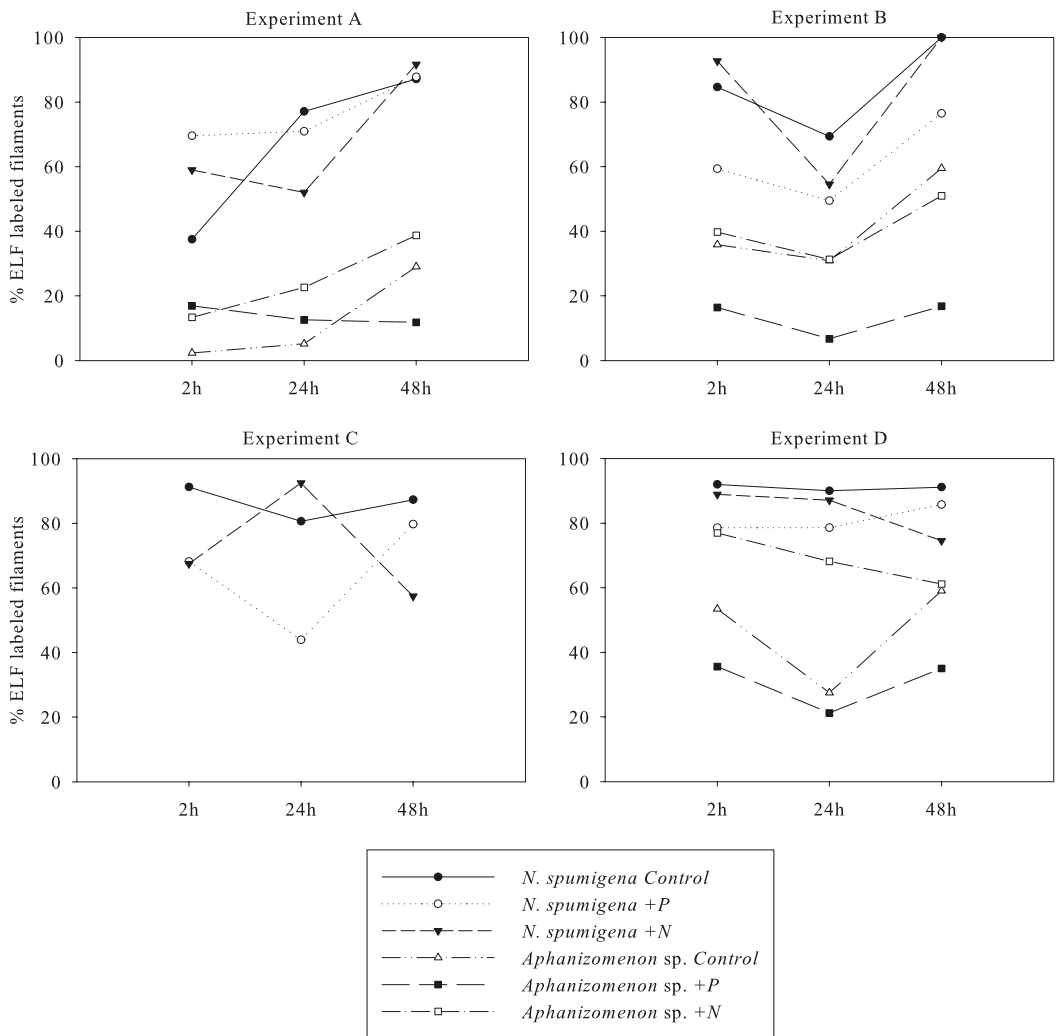 Experiment A
Experiment B
% ELF labeled filaments
100
80
60
40
20
0
2h 24h 48h
100
80
60
40
20
0
2h 24h 48h
Experiment C
Experiment D
% ELF labeled filaments
100
80
60
40
20
0
2h 24h 48h
100
80
60
40
20
0
2h 24h 48h
N. spumigena Control
N. spumigena +P
N. spumigena +N
Aphanizomenon sp. Control
Aphanizomenon sp. +P
Aphanizomenon sp. +N